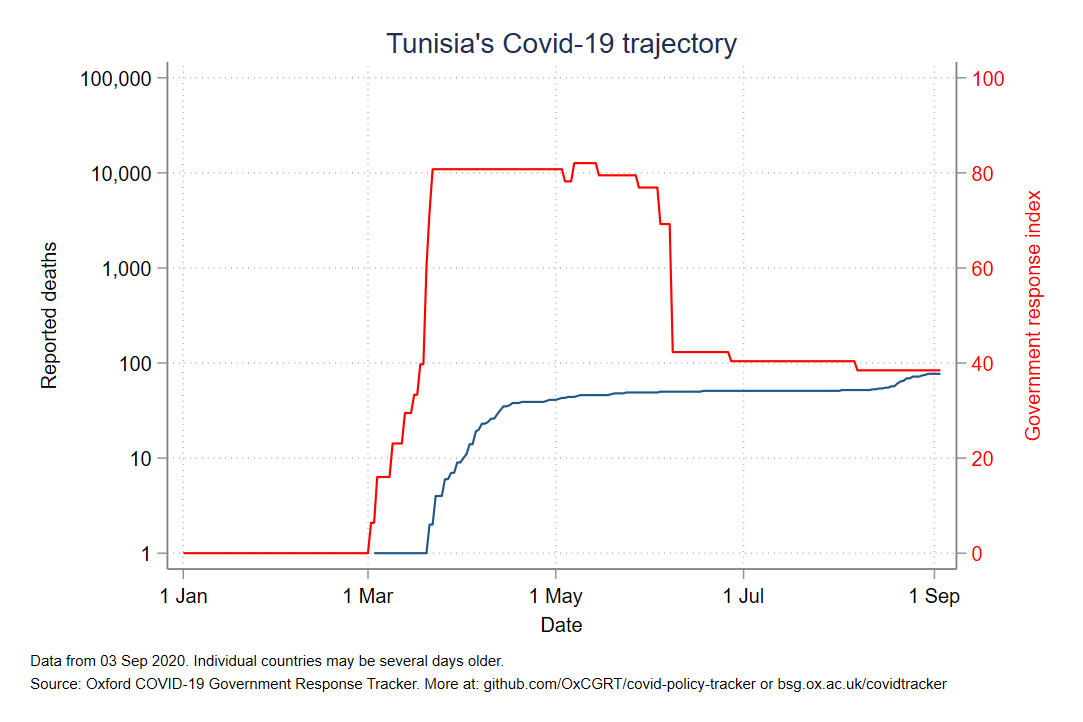 Tunisia's Covid-19 trajectory
100,000
10,000
1,000
100
10
1
Reported deaths
100
80
60
40
20
0
Government response index
1 Jan
1 Mar
1 May
1 Jul
1 Sep
Date
Data from 03 Sep 2020. Individual countries may be several days older.
Source: Oxford COVID-19 Government Response Tracker. More at: github.com/OxCGRT/covid-policy-tracker or bsg.ox.ac.uk/covidtracker